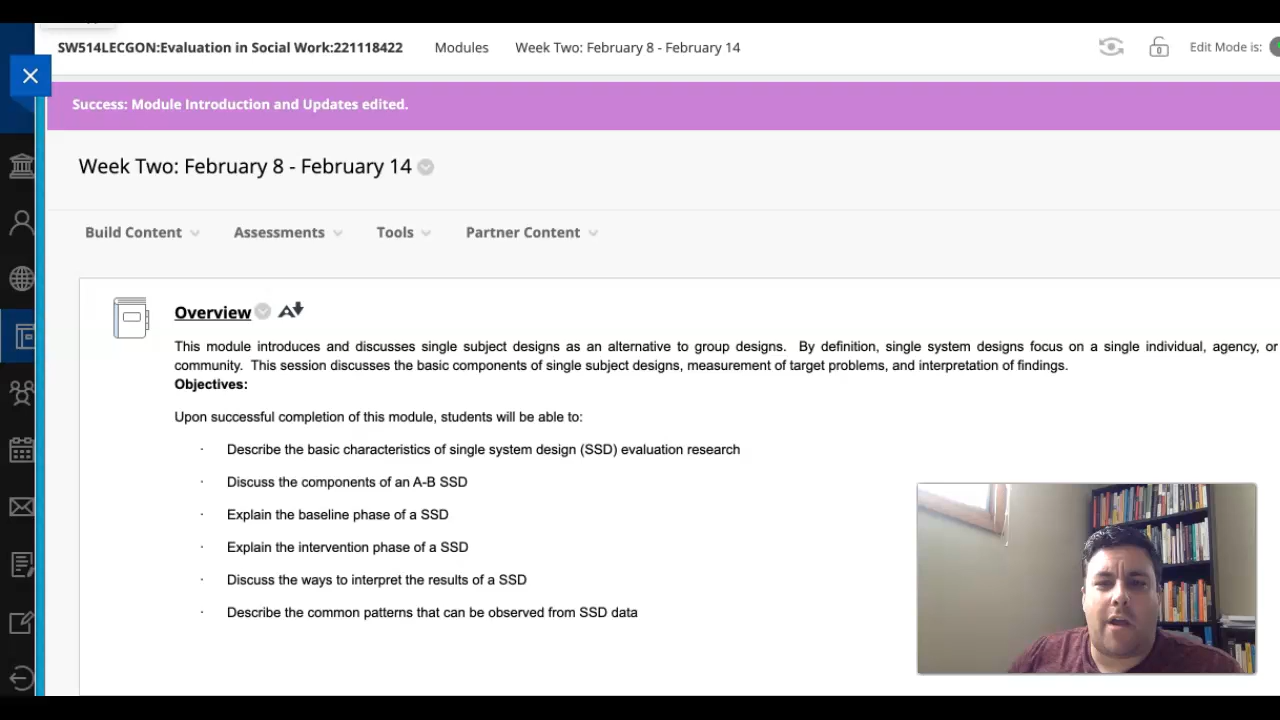 SW514LECGON:Evaluation in Social Work:221118422 Modules Week Two: February 8 - February 14 Edit Mode is:
Success: Module Introduction and Updates edited.
Week Two: February 8 - February 14
Build Content Assessments Tools Partner Content
Overview
This module introduces and discusses single subject designs as an alternative to group designs. By definition, single system designs focus on a single individual, agency, or
community. This session discusses the basic components of single subject designs, measurement of target problems, and interpretation of findings.
Objectives:
Upon successful completion of this module, students will be able to:
· Describe the basic characteristics of single system design (SSD) evaluation research
· Discuss the components of an A-B SSD
· Explain the baseline phase of a SSD
· Explain the intervention phase of a SSD
· Discuss the ways to interpret the results of a SSD
· Describe the common patterns that can be observed from SSD data